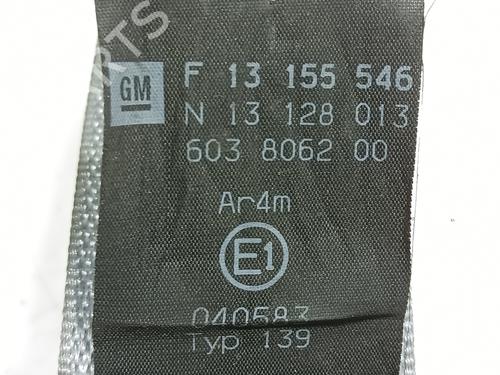 GM F 13 155 546
N 13 128 013
603 8062 00
Ar4m
E1
040583
Typ 139